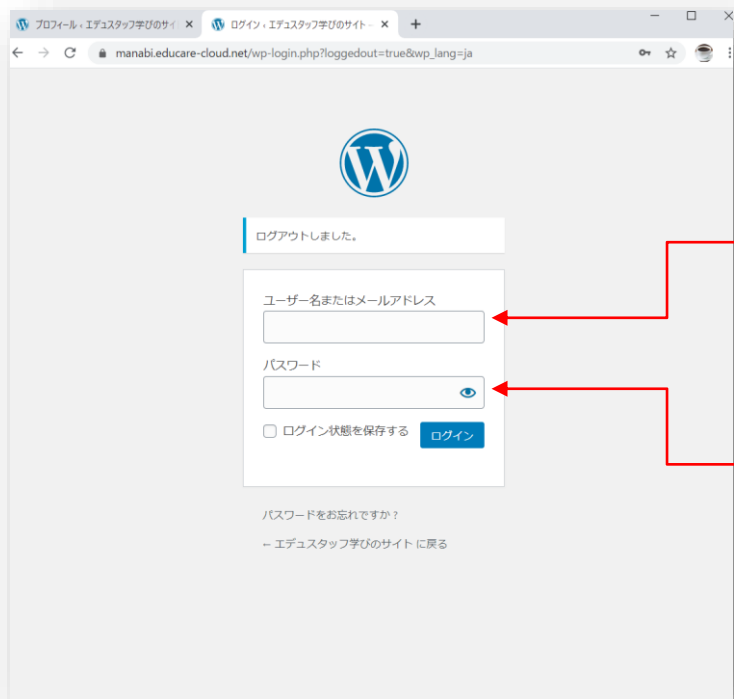 プロフィール ‹ エデュスタッフ学びのサイ
ログイン ‹ エデュスタッフ学びのサイト –
manabi.educare-cloud.net/wp-login.php?loggedout=true&wp_lang=ja
ログアウトしました。
ユーザー名またはメールアドレス
パスワード
ログイン状態を保存する
ログイン
パスワードをお忘れですか ?
← エデュスタッフ学びのサイト に戻る